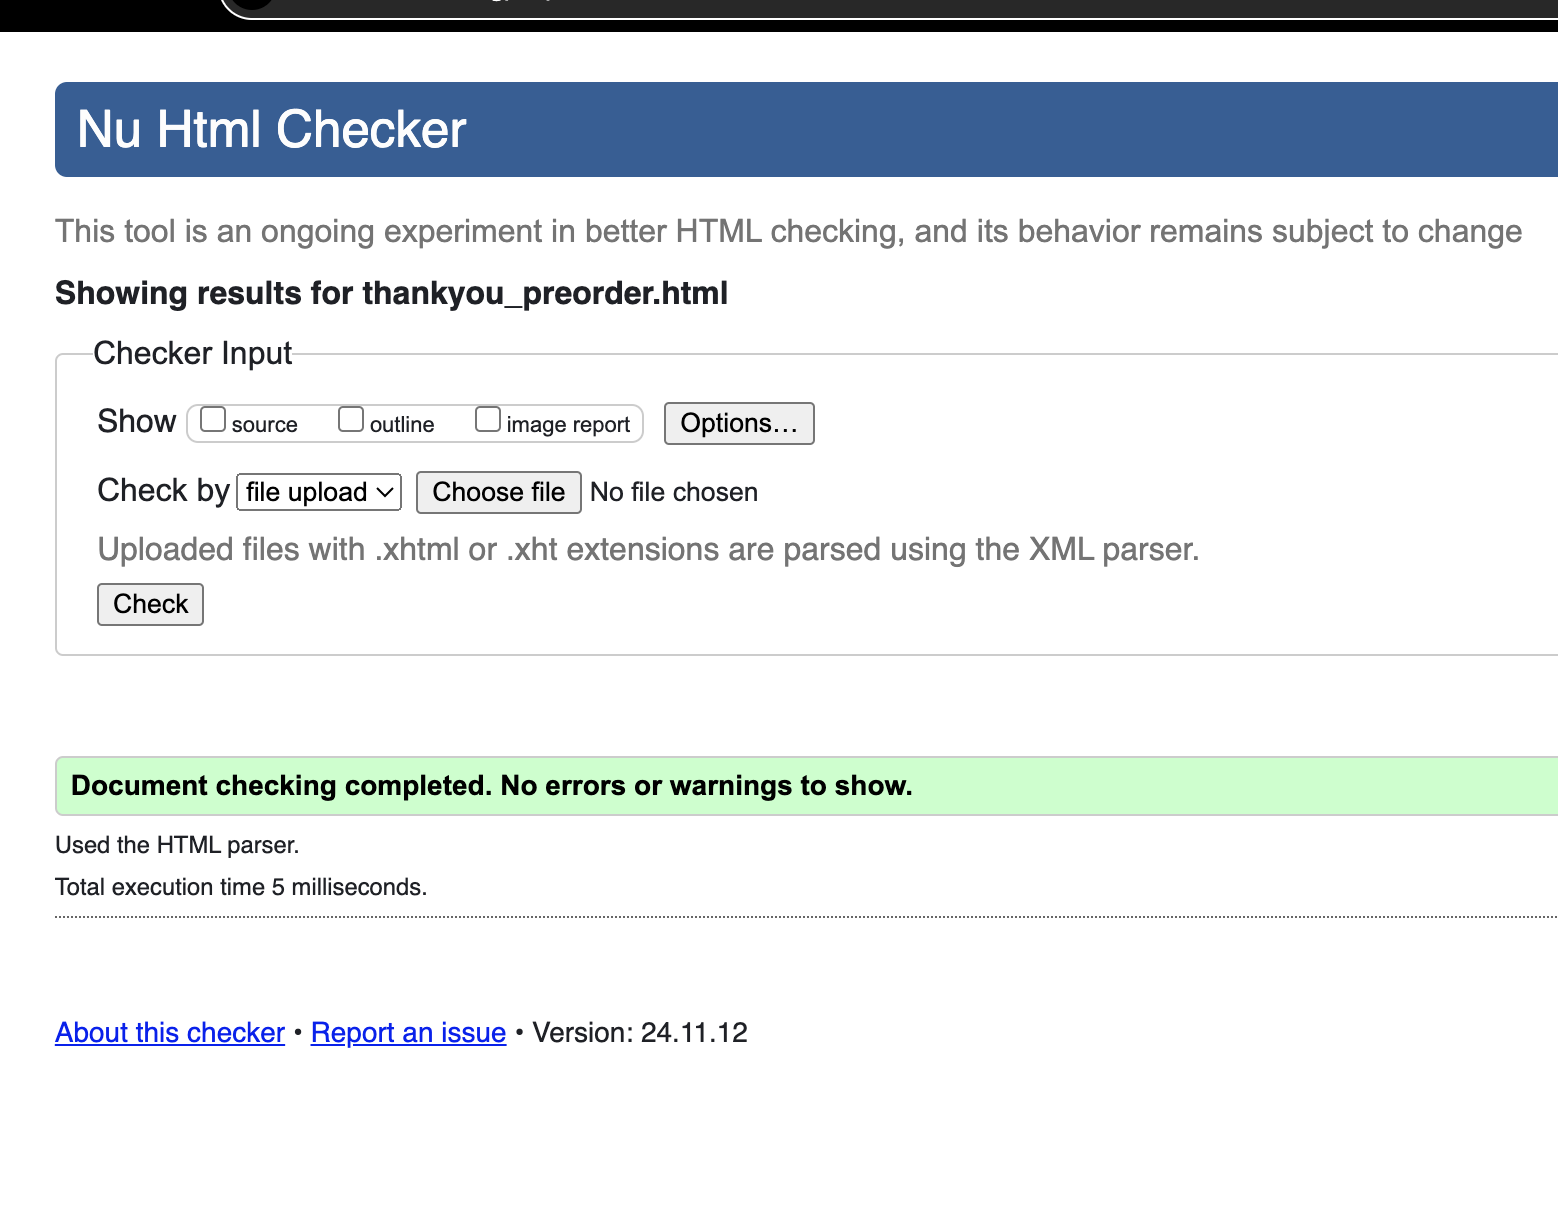 Nu Html Checker
This tool is an ongoing experiment in better HTML checking, and its behavior remains subject to change
Showing results for thankyou_preorder.html
Checker Input
Show source outline image report Options…
Check by file upload Choose file No file chosen
Uploaded files with .xhtml or .xht extensions are parsed using the XML parser.
Check
Document checking completed. No errors or warnings to show.
Used the HTML parser.
Total execution time 5 milliseconds.
About this checker • Report an issue • Version: 24.11.12